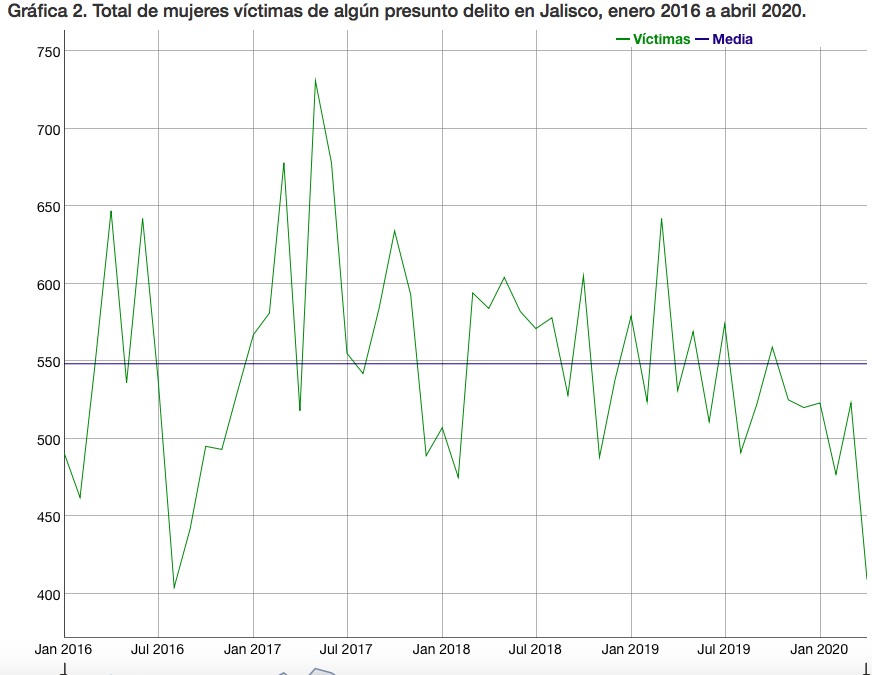 Gráfica 2. Total de mujeres víctimas de algún presunto delito en Jalisco, enero 2016 a abril 2020.
Víctimas Media
750
700
650
600
550
500
450
400
Jan 2016 Jul 2016 Jan 2017 Jul 2017 Jan 2018 Jul 2018 Jan 2019 Jul 2019 Jan 2020